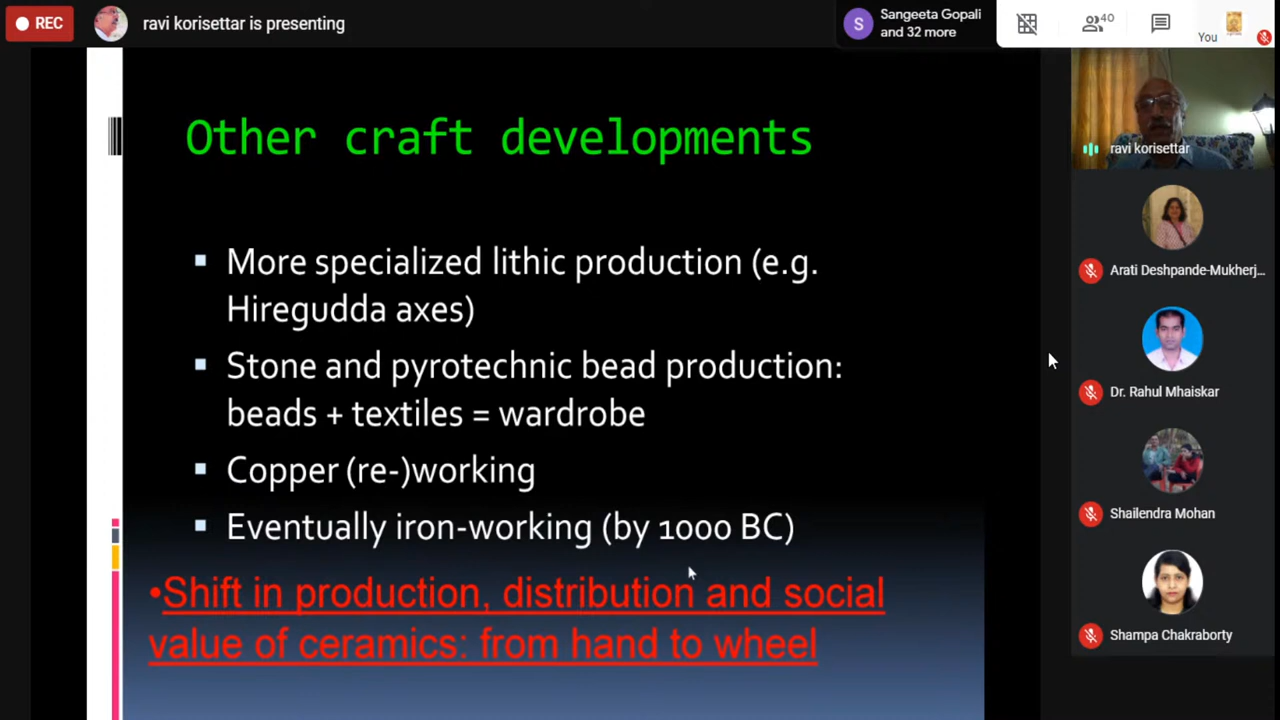 REC
ravi korisettar is presenting
Sangeeta Gopali
and 32 more
S
40
You
Other craft developments
▪ More specialized lithic production (e.g.
Hiregudda axes)
▪ Stone and pyrotechnic bead production:
beads + textiles = wardrobe
▪ Copper (re-)working
▪ Eventually iron-working (by 1000 BC)
•Shift in production, distribution and social
value of ceramics: from hand to wheel
ravi korisettar
Arati Deshpande-Mukherj...
Dr. Rahul Mhaiskar
Shailendra Mohan
Shampa Chakraborty